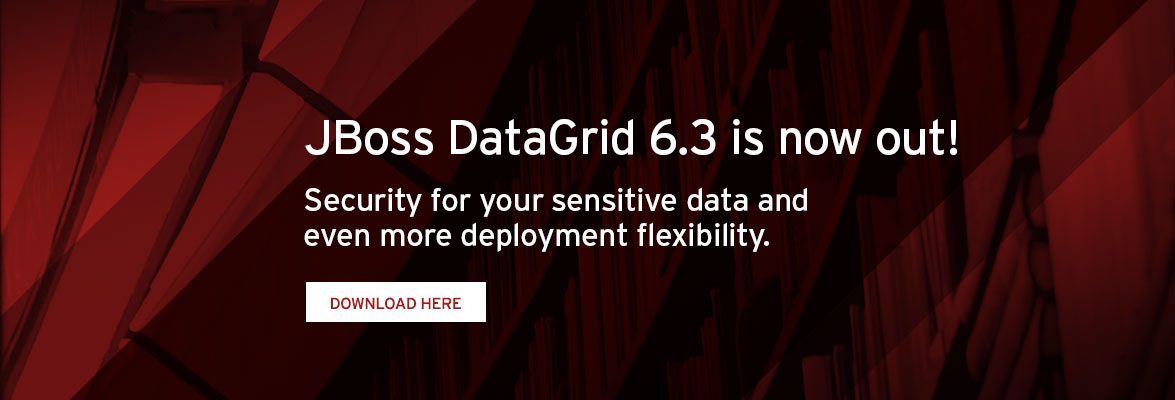 JBoss DataGrid 6.3 is now out!
Security for your sensitive data and
even more deployment flexibility.
DOWNLOAD HERE